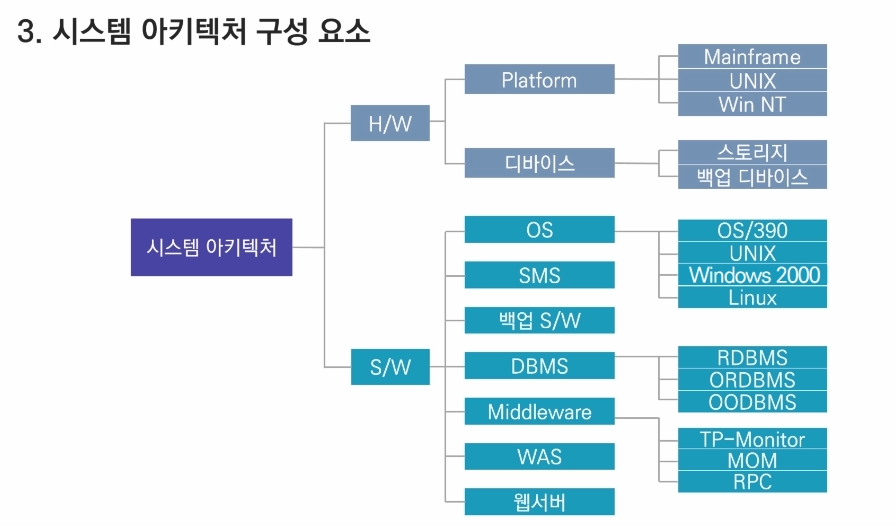 3. 시스템 아키텍처 구성 요소
시스템 아키텍처
H/W
Platform
Mainframe
UNIX
Win NT
디바이스
스토리지
백업 디바이스
S/W
OS
OS/390
UNIX
Windows 2000
Linux
SMS
백업 S/W
DBMS
RDBMS
ORDBMS
OODBMS
Middleware
TP-Monitor
MOM
RPC
WAS
웹서버